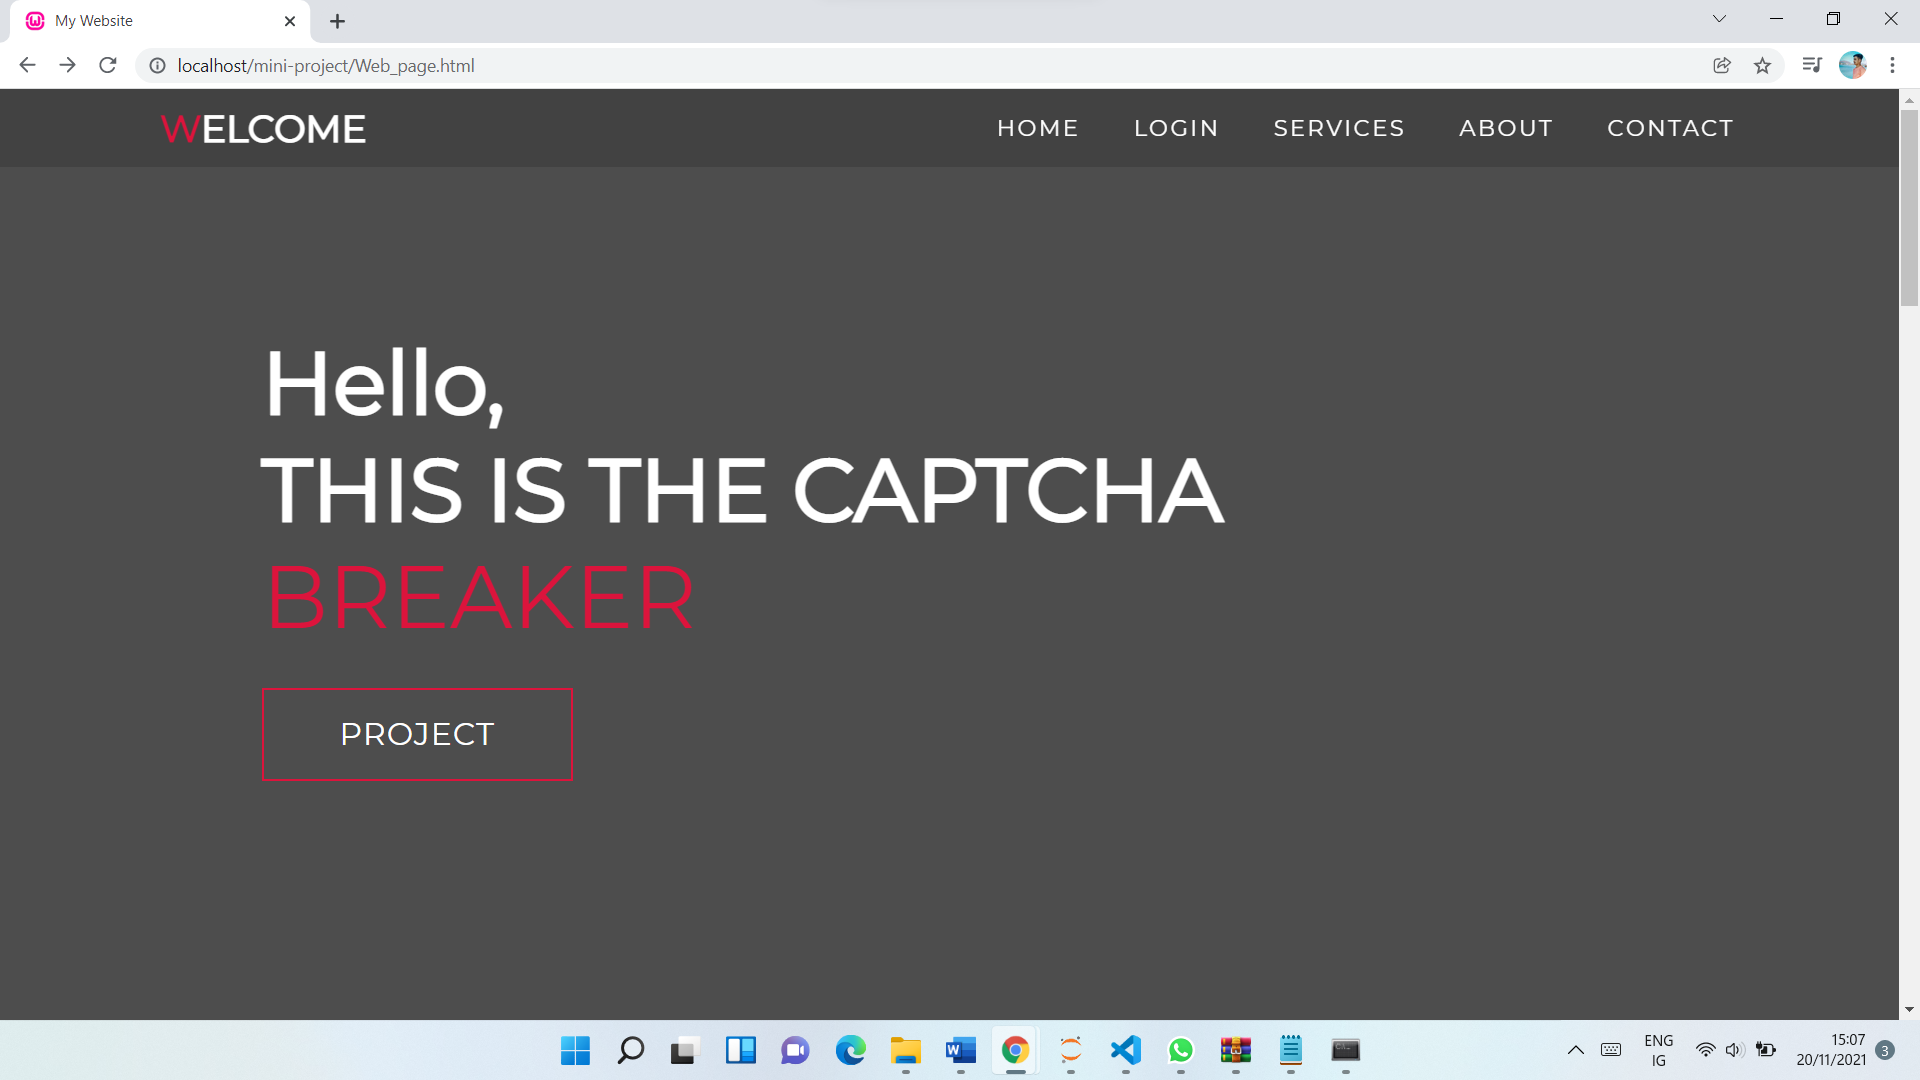 My Website
localhost/mini-project/Web_page.html
WELCOME
HOME LOGIN SERVICES ABOUT CONTACT
Hello,
THIS IS THE CAPTCHA
BREAKER
PROJECT
ENG
IG
15:07
20/11/2021
3